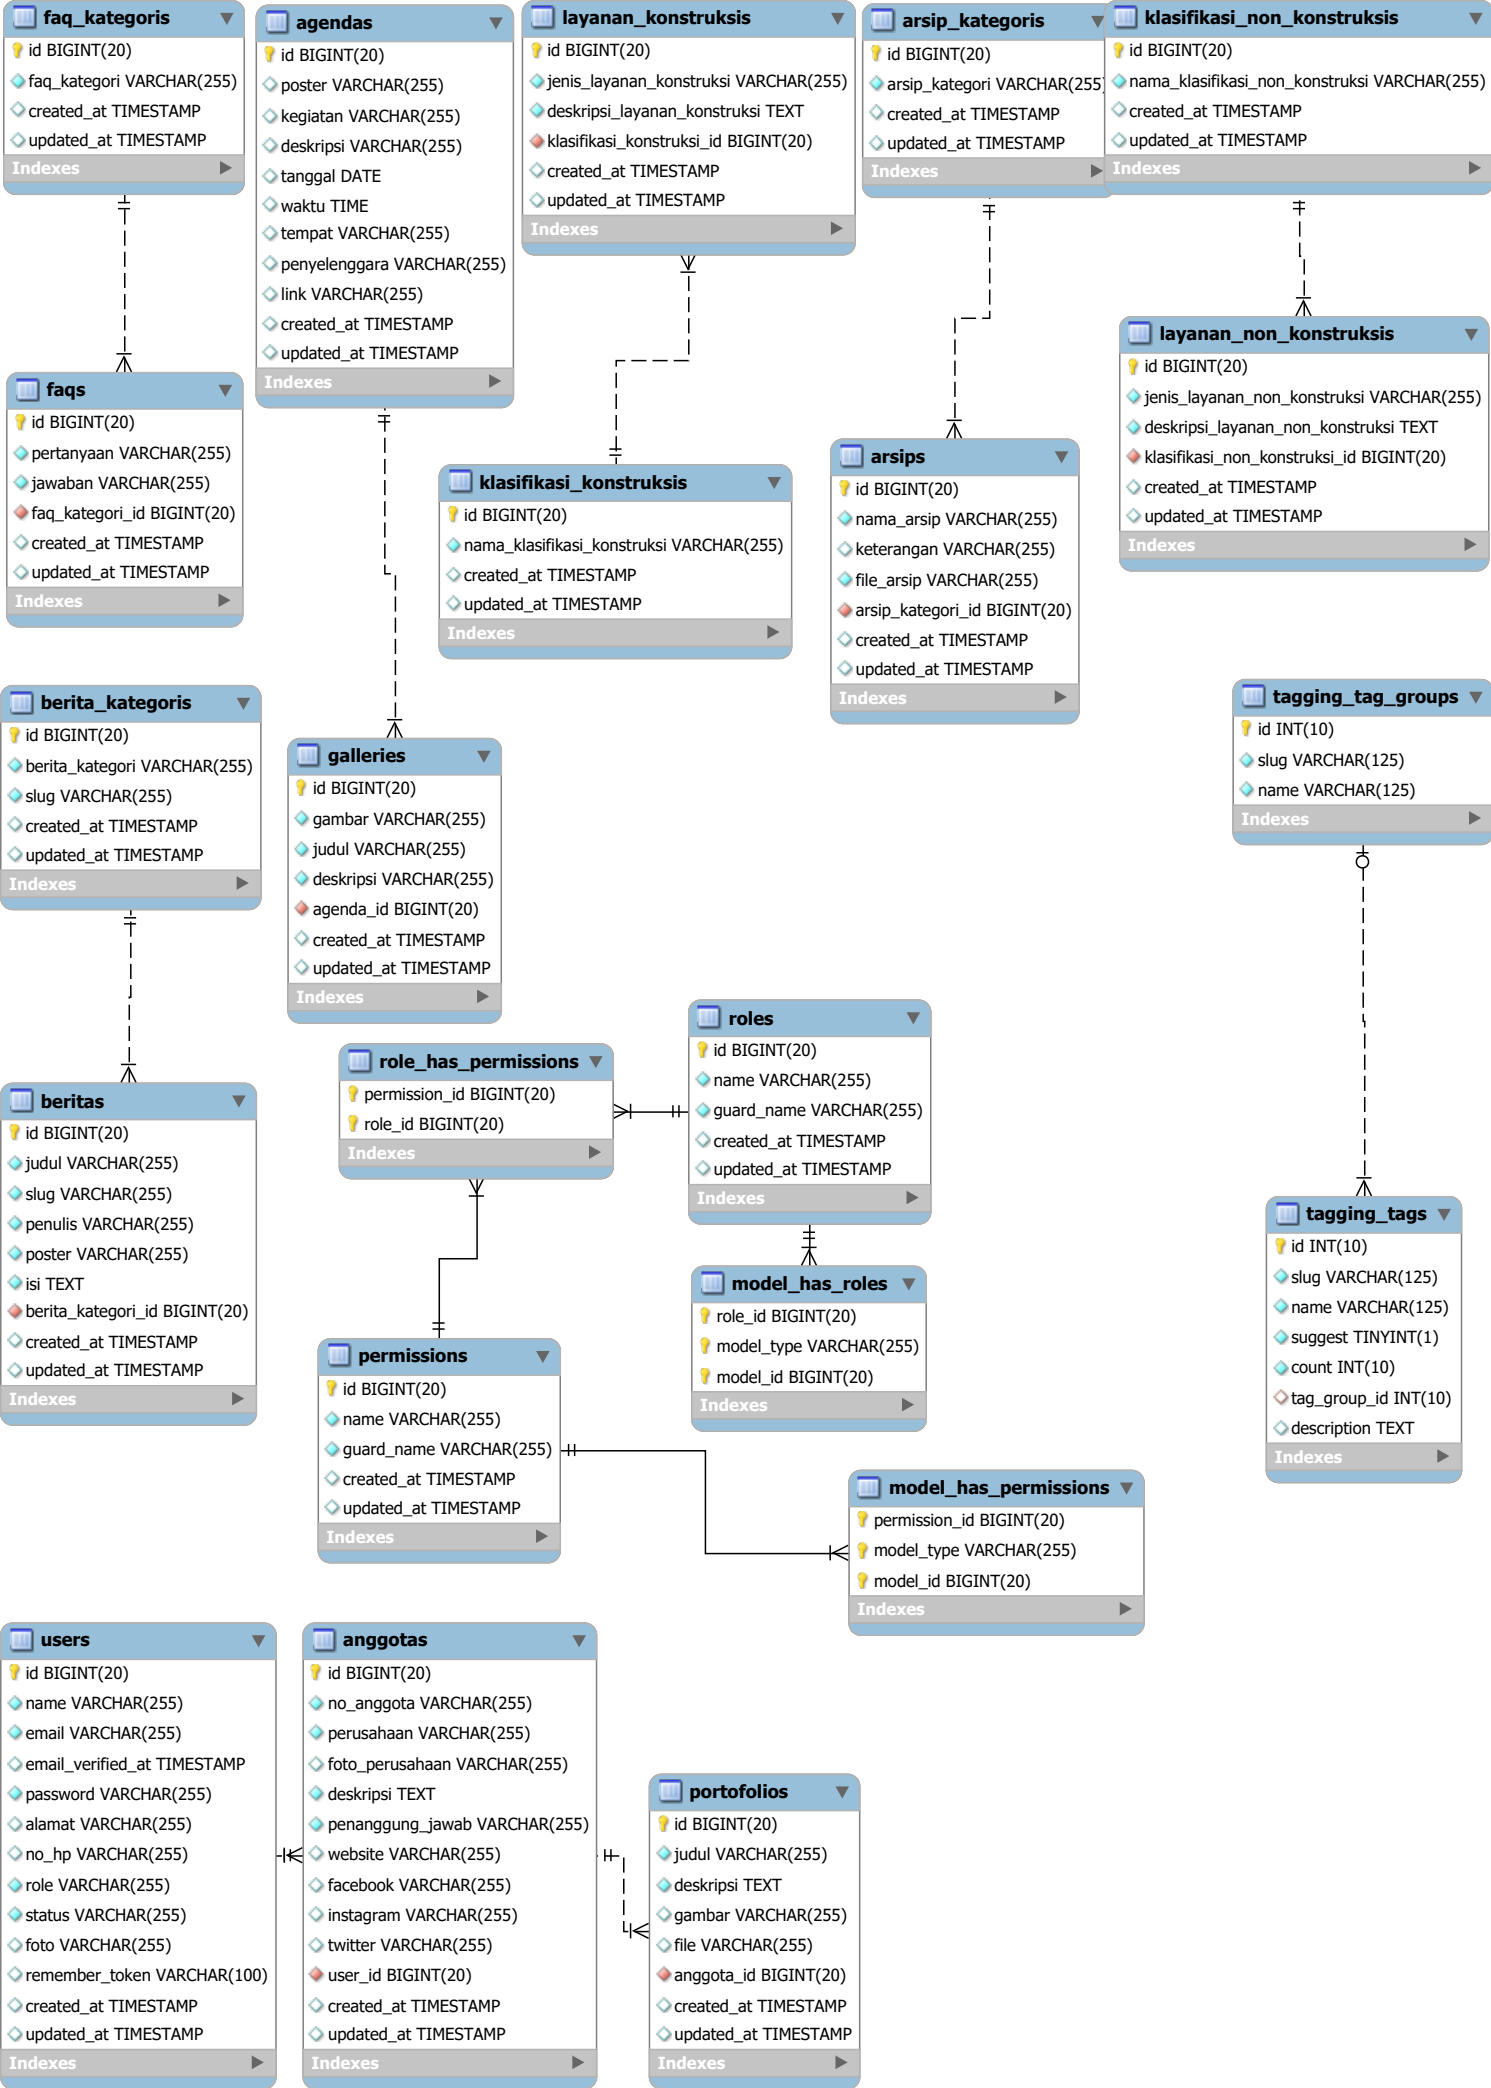 faq_kategoris
id BIGINT(20)
faq_kategori VARCHAR(255)
created_at TIMESTAMP
updated_at TIMESTAMP
Indexes
agendas
id BIGINT(20)
poster VARCHAR(255)
kegiatan VARCHAR(255)
deskripsi VARCHAR(255)
tanggal DATE
waktu TIME
tempat VARCHAR(255)
penyelenggara VARCHAR(255)
link VARCHAR(255)
created_at TIMESTAMP
updated_at TIMESTAMP
Indexes
layanan_konstruksis
id BIGINT(20)
jenis_layanan_konstruksi VARCHAR(255)
deskripsi_layanan_konstruksi TEXT
klasifikasi_konstruksi_id BIGINT(20)
created_at TIMESTAMP
updated_at TIMESTAMP
Indexes
arsip_kategoris
id BIGINT(20)
arsip_kategori VARCHAR(255)
created_at TIMESTAMP
updated_at TIMESTAMP
Indexes
klasifikasi_non_konstruksis
id BIGINT(20)
nama_klasifikasi_non_konstruksi VARCHAR(255)
created_at TIMESTAMP
updated_at TIMESTAMP
Indexes
faqs
id BIGINT(20)
pertanyaan VARCHAR(255)
jawaban VARCHAR(255)
faq_kategori_id BIGINT(20)
created_at TIMESTAMP
updated_at TIMESTAMP
Indexes
klasifikasi_konstruksis
id BIGINT(20)
nama_klasifikasi_konstruksi VARCHAR(255)
created_at TIMESTAMP
updated_at TIMESTAMP
Indexes
arsips
id BIGINT(20)
nama_arsip VARCHAR(255)
keterangan VARCHAR(255)
file_arsip VARCHAR(255)
arsip_kategori_id BIGINT(20)
created_at TIMESTAMP
updated_at TIMESTAMP
Indexes
layanan_non_konstruksis
id BIGINT(20)
jenis_layanan_non_konstruksi VARCHAR(255)
deskripsi_layanan_non_konstruksi TEXT
klasifikasi_non_konstruksi_id BIGINT(20)
created_at TIMESTAMP
updated_at TIMESTAMP
Indexes
berita_kategoris
id BIGINT(20)
berita_kategori VARCHAR(255)
slug VARCHAR(255)
created_at TIMESTAMP
updated_at TIMESTAMP
Indexes
galleries
id BIGINT(20)
gambar VARCHAR(255)
judul VARCHAR(255)
deskripsi VARCHAR(255)
agenda_id BIGINT(20)
created_at TIMESTAMP
updated_at TIMESTAMP
Indexes
tagging_tag_groups
id INT(10)
slug VARCHAR(125)
name VARCHAR(125)
Indexes
beritas
id BIGINT(20)
judul VARCHAR(255)
slug VARCHAR(255)
penulis VARCHAR(255)
poster VARCHAR(255)
isi TEXT
berita_kategori_id BIGINT(20)
created_at TIMESTAMP
updated_at TIMESTAMP
Indexes
role_has_permissions
permission_id BIGINT(20)
role_id BIGINT(20)
Indexes
roles
id BIGINT(20)
name VARCHAR(255)
guard_name VARCHAR(255)
created_at TIMESTAMP
updated_at TIMESTAMP
Indexes
tagging_tags
id INT(10)
slug VARCHAR(125)
name VARCHAR(125)
suggest TINYINT(1)
count INT(10)
tag_group_id INT(10)
description TEXT
Indexes
model_has_roles
role_id BIGINT(20)
model_type VARCHAR(255)
model_id BIGINT(20)
Indexes
permissions
id BIGINT(20)
name VARCHAR(255)
guard_name VARCHAR(255)
created_at TIMESTAMP
updated_at TIMESTAMP
Indexes
model_has_permissions
permission_id BIGINT(20)
model_type VARCHAR(255)
model_id BIGINT(20)
Indexes
users
id BIGINT(20)
name VARCHAR(255)
email VARCHAR(255)
email_verified_at TIMESTAMP
password VARCHAR(255)
alamat VARCHAR(255)
no_hp VARCHAR(255)
role VARCHAR(255)
status VARCHAR(255)
foto VARCHAR(255)
remember_token VARCHAR(100)
created_at TIMESTAMP
updated_at TIMESTAMP
Indexes
anggotas
id BIGINT(20)
no_anggota VARCHAR(255)
perusahaan VARCHAR(255)
foto_perusahaan VARCHAR(255)
deskripsi TEXT
penanggung_jawab VARCHAR(255)
website VARCHAR(255)
facebook VARCHAR(255)
instagram VARCHAR(255)
twitter VARCHAR(255)
user_id BIGINT(20)
created_at TIMESTAMP
updated_at TIMESTAMP
Indexes
portofolios
id BIGINT(20)
judul VARCHAR(255)
deskripsi TEXT
gambar VARCHAR(255)
file VARCHAR(255)
anggota_id BIGINT(20)
created_at TIMESTAMP
updated_at TIMESTAMP
Indexes